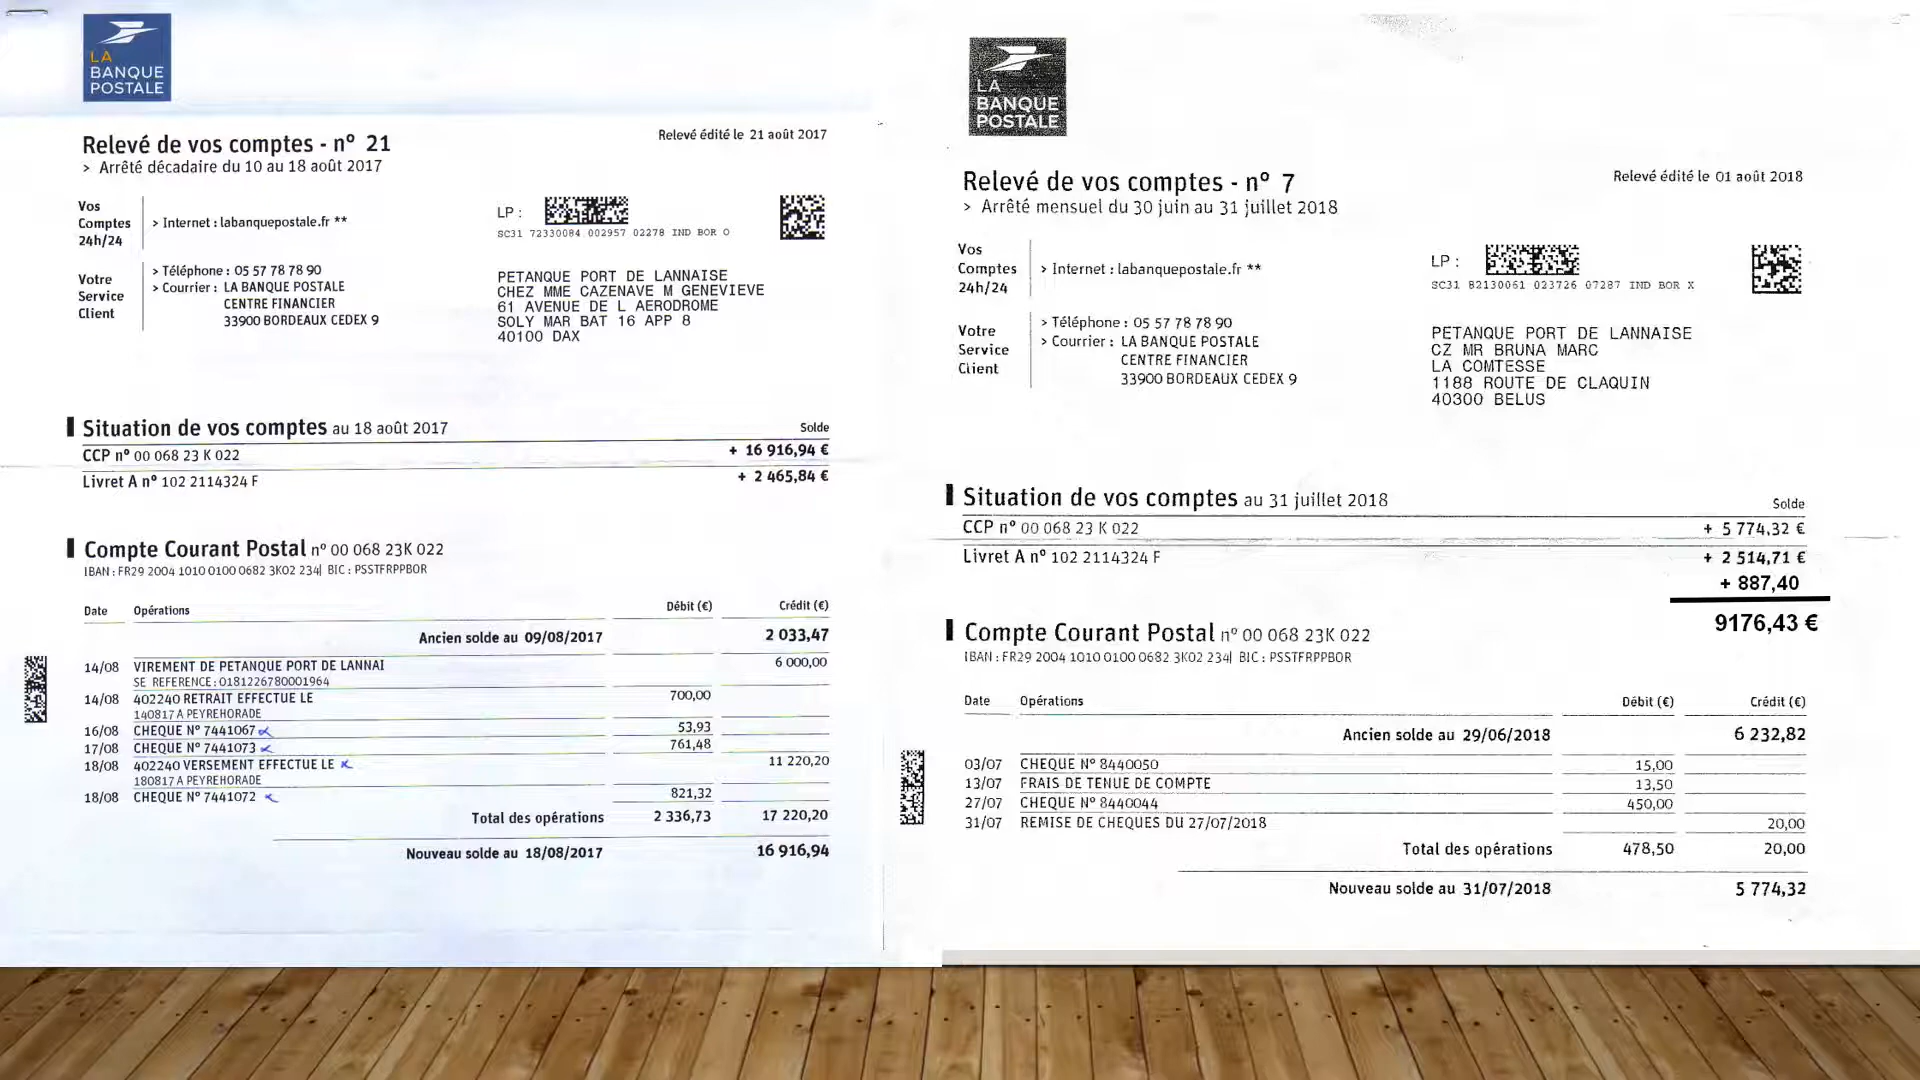 LA
BANQUE
POSTALE
Relevé de vos comptes - n° 21
Relevé édité le 21 août 2017
> Arrêté décadaire du 10 au 18 août 2017
Vos
Comptes
24h/24
> Internet : labanquepostale.fr **
LP :
SC31 72330084 002957 02278 IND BOR O
Votre
Service
Client
> Téléphone : 05 57 78 78 90
> Courrier : LA BANQUE POSTALE
CENTRE FINANCIER
33900 BORDEAUX CEDEX 9
PETANQUE PORT DE LANNAISE
CHEZ MME CAZENAVE M GENEVIEVE
61 AVENUE DE L AERODROME
SOLY MAR BAT 16 APP 8
40100 DAX
Situation de vos comptes au 18 août 2017 Solde
CCP n° 00 068 23 K 022 + 16 916,94 €
Livret A n° 102 2114324 F + 2 465,84 €
Compte Courant Postal n° 00 068 23K 022
IBAN : FR29 2004 1010 0100 0682 3K02 234| BIC : PSSTFRPPBOR
Date Opérations Débit (€) Crédit (€)
Ancien solde au 09/08/2017 2 033,47
14/08 VIREMENT DE PETANQUE PORT DE LANNAI 6 000,00
SE REFERENCE : 0181226780001964
14/08 402240 RETRAIT EFFECTUE LE 700,00
140817 A PEYREHORADE
16/08 CHEQUE N° 7441067 53,93
17/08 CHEQUE N° 7441073 761,48
18/08 402240 VERSEMENT EFFECTUE LE 11 220,20
180817 A PEYREHORADE
18/08 CHEQUE N° 7441072 821,32
Total des opérations 2 336,73 17 220,20
Nouveau solde au 18/08/2017 16 916,94
LA
BANQUE
POSTALE
Relevé de vos comptes - n° 7
Relevé édité le 01 août 2018
> Arrêté mensuel du 30 juin au 31 juillet 2018
Vos
Comptes
24h/24
> Internet : labanquepostale.fr **
LP :
SC31 82130061 023726 07287 IND BOR X
Votre
Service
Client
> Téléphone : 05 57 78 78 90
> Courrier : LA BANQUE POSTALE
CENTRE FINANCIER
33900 BORDEAUX CEDEX 9
PETANQUE PORT DE LANNAISE
CZ MR BRUNA MARC
LA COMTESSE
1188 ROUTE DE CLAQUIN
40300 BELUS
Situation de vos comptes au 31 juillet 2018 Solde
CCP n° 00 068 23 K 022 + 5 774,32 €
Livret A n° 102 2114324 F + 2 514,71 €
+ 887,40
9176,43 €
Compte Courant Postal n° 00 068 23K 022
IBAN : FR29 2004 1010 0100 0682 3K02 234| BIC : PSSTFRPPBOR
Date Opérations Débit (€) Crédit (€)
Ancien solde au 29/06/2018 6 232,82
03/07 CHEQUE N° 8440050 15,00
13/07 FRAIS DE TENUE DE COMPTE 13,50
27/07 CHEQUE N° 8440044 450,00
31/07 REMISE DE CHEQUES DU 27/07/2018 20,00
Total des opérations 478,50 20,00
Nouveau solde au 31/07/2018 5 774,32